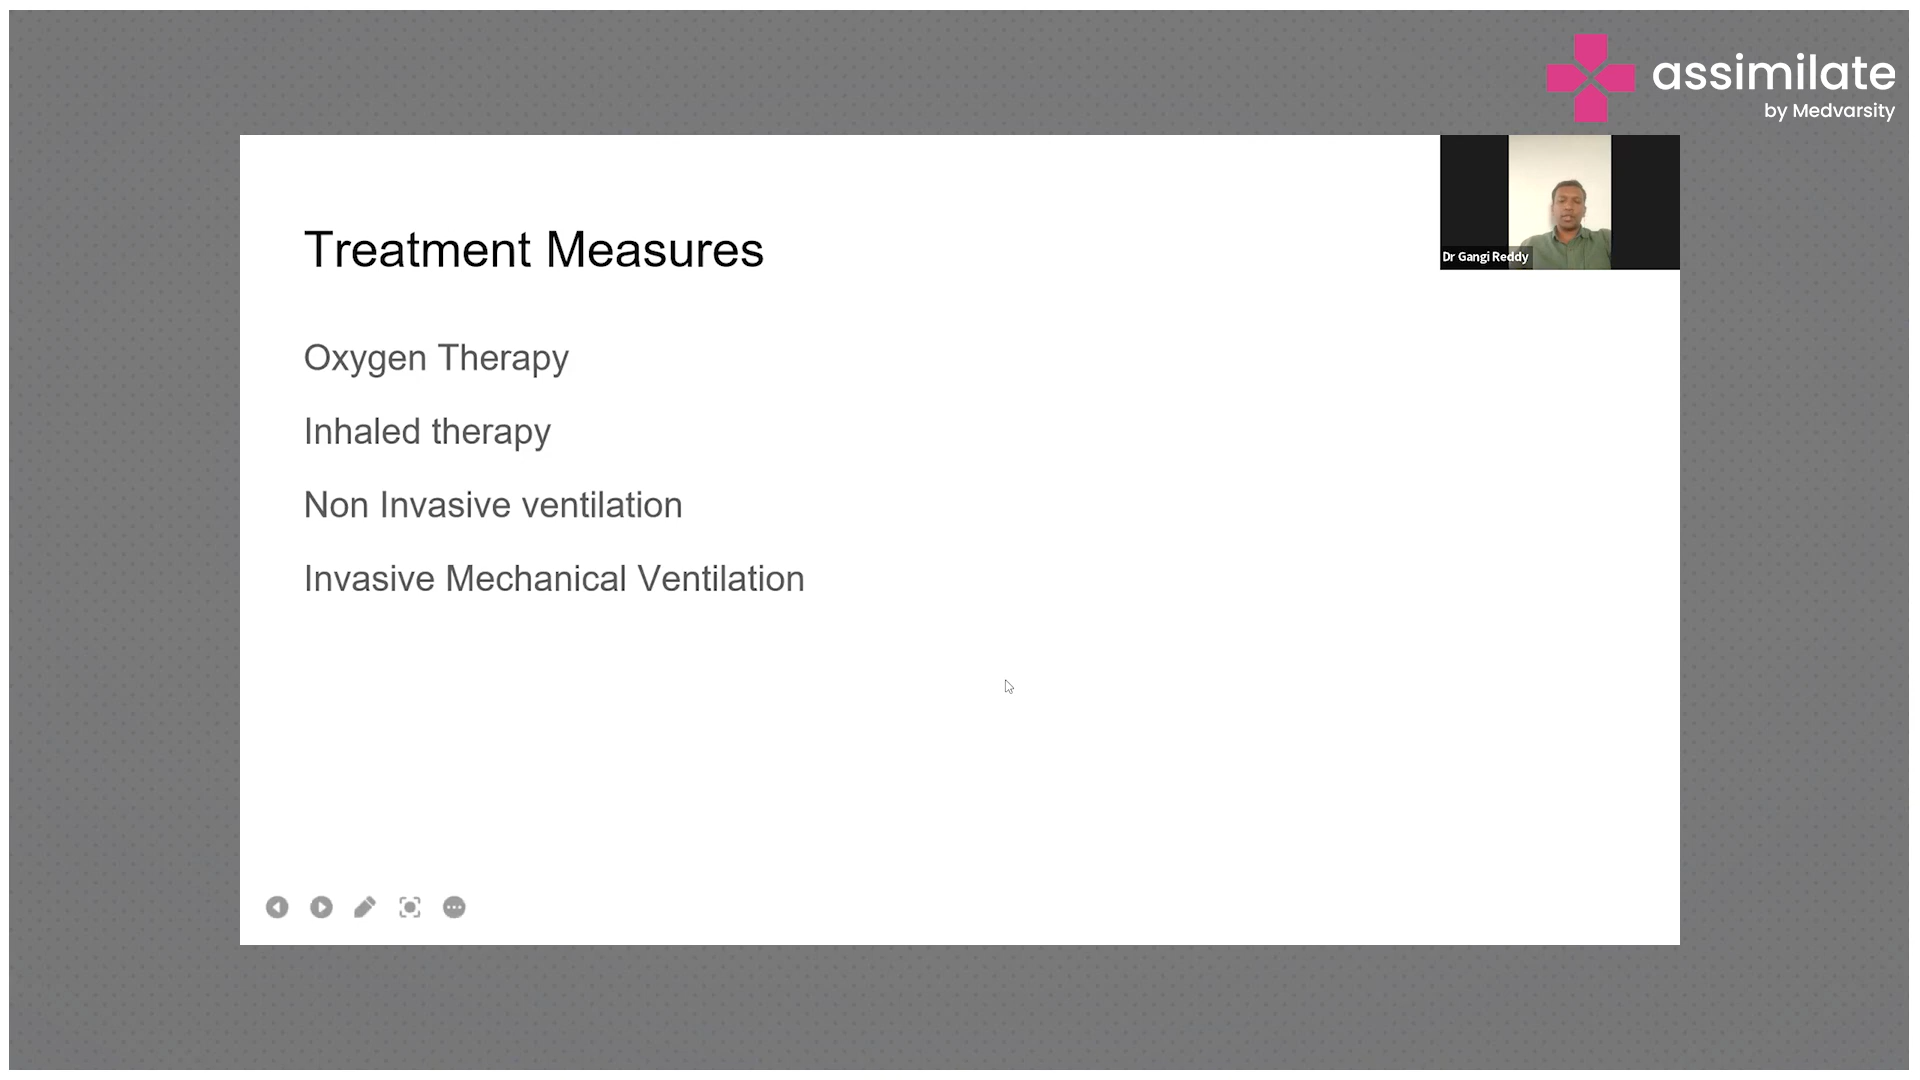 assimilate
by Medvarsity
Dr Gangi Reddy
Treatment Measures
Oxygen Therapy
Inhaled therapy
Non Invasive ventilation
Invasive Mechanical Ventilation